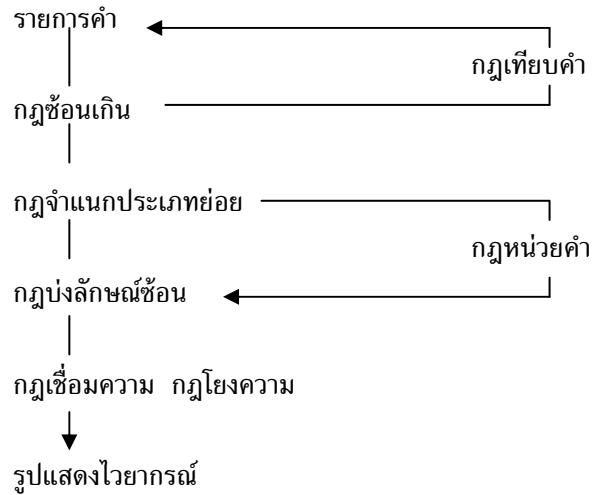 รายการคำ
กฎเทียบคำ
กฎซ้อนเกิน
กฎจำแนกประเภทย่อย
กฎหน่วยคำ
กฎบ่งลักษณ์ซ้อน
กฎเชื่อมความ กฎโยงความ
รูปแสดงไวยากรณ์